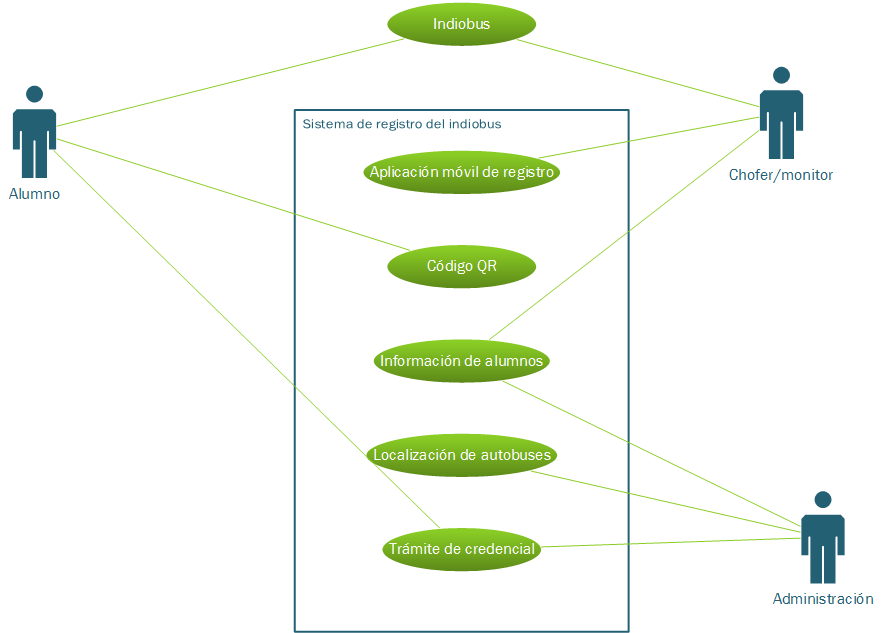 Indiobus
Sistema de registro del indiobus
Aplicación móvil de registro
Chofer/monitor
Alumno
Código QR
Información de alumnos
Localización de autobuses
Trámite de credencial
Administración